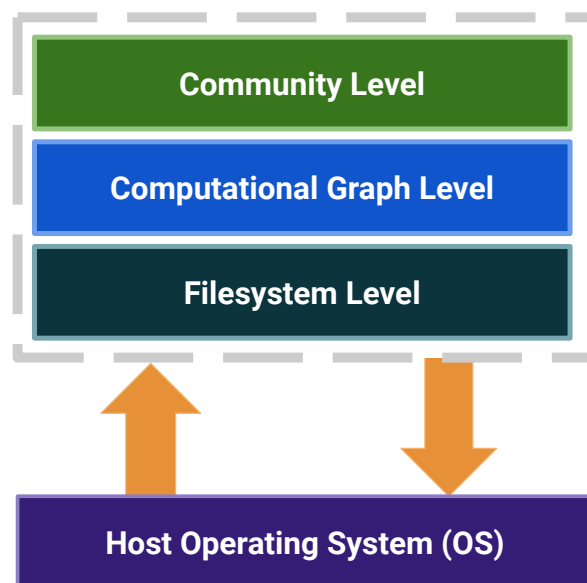 Community Level
Computational Graph Level
Filesystem Level
Host Operating System (OS)